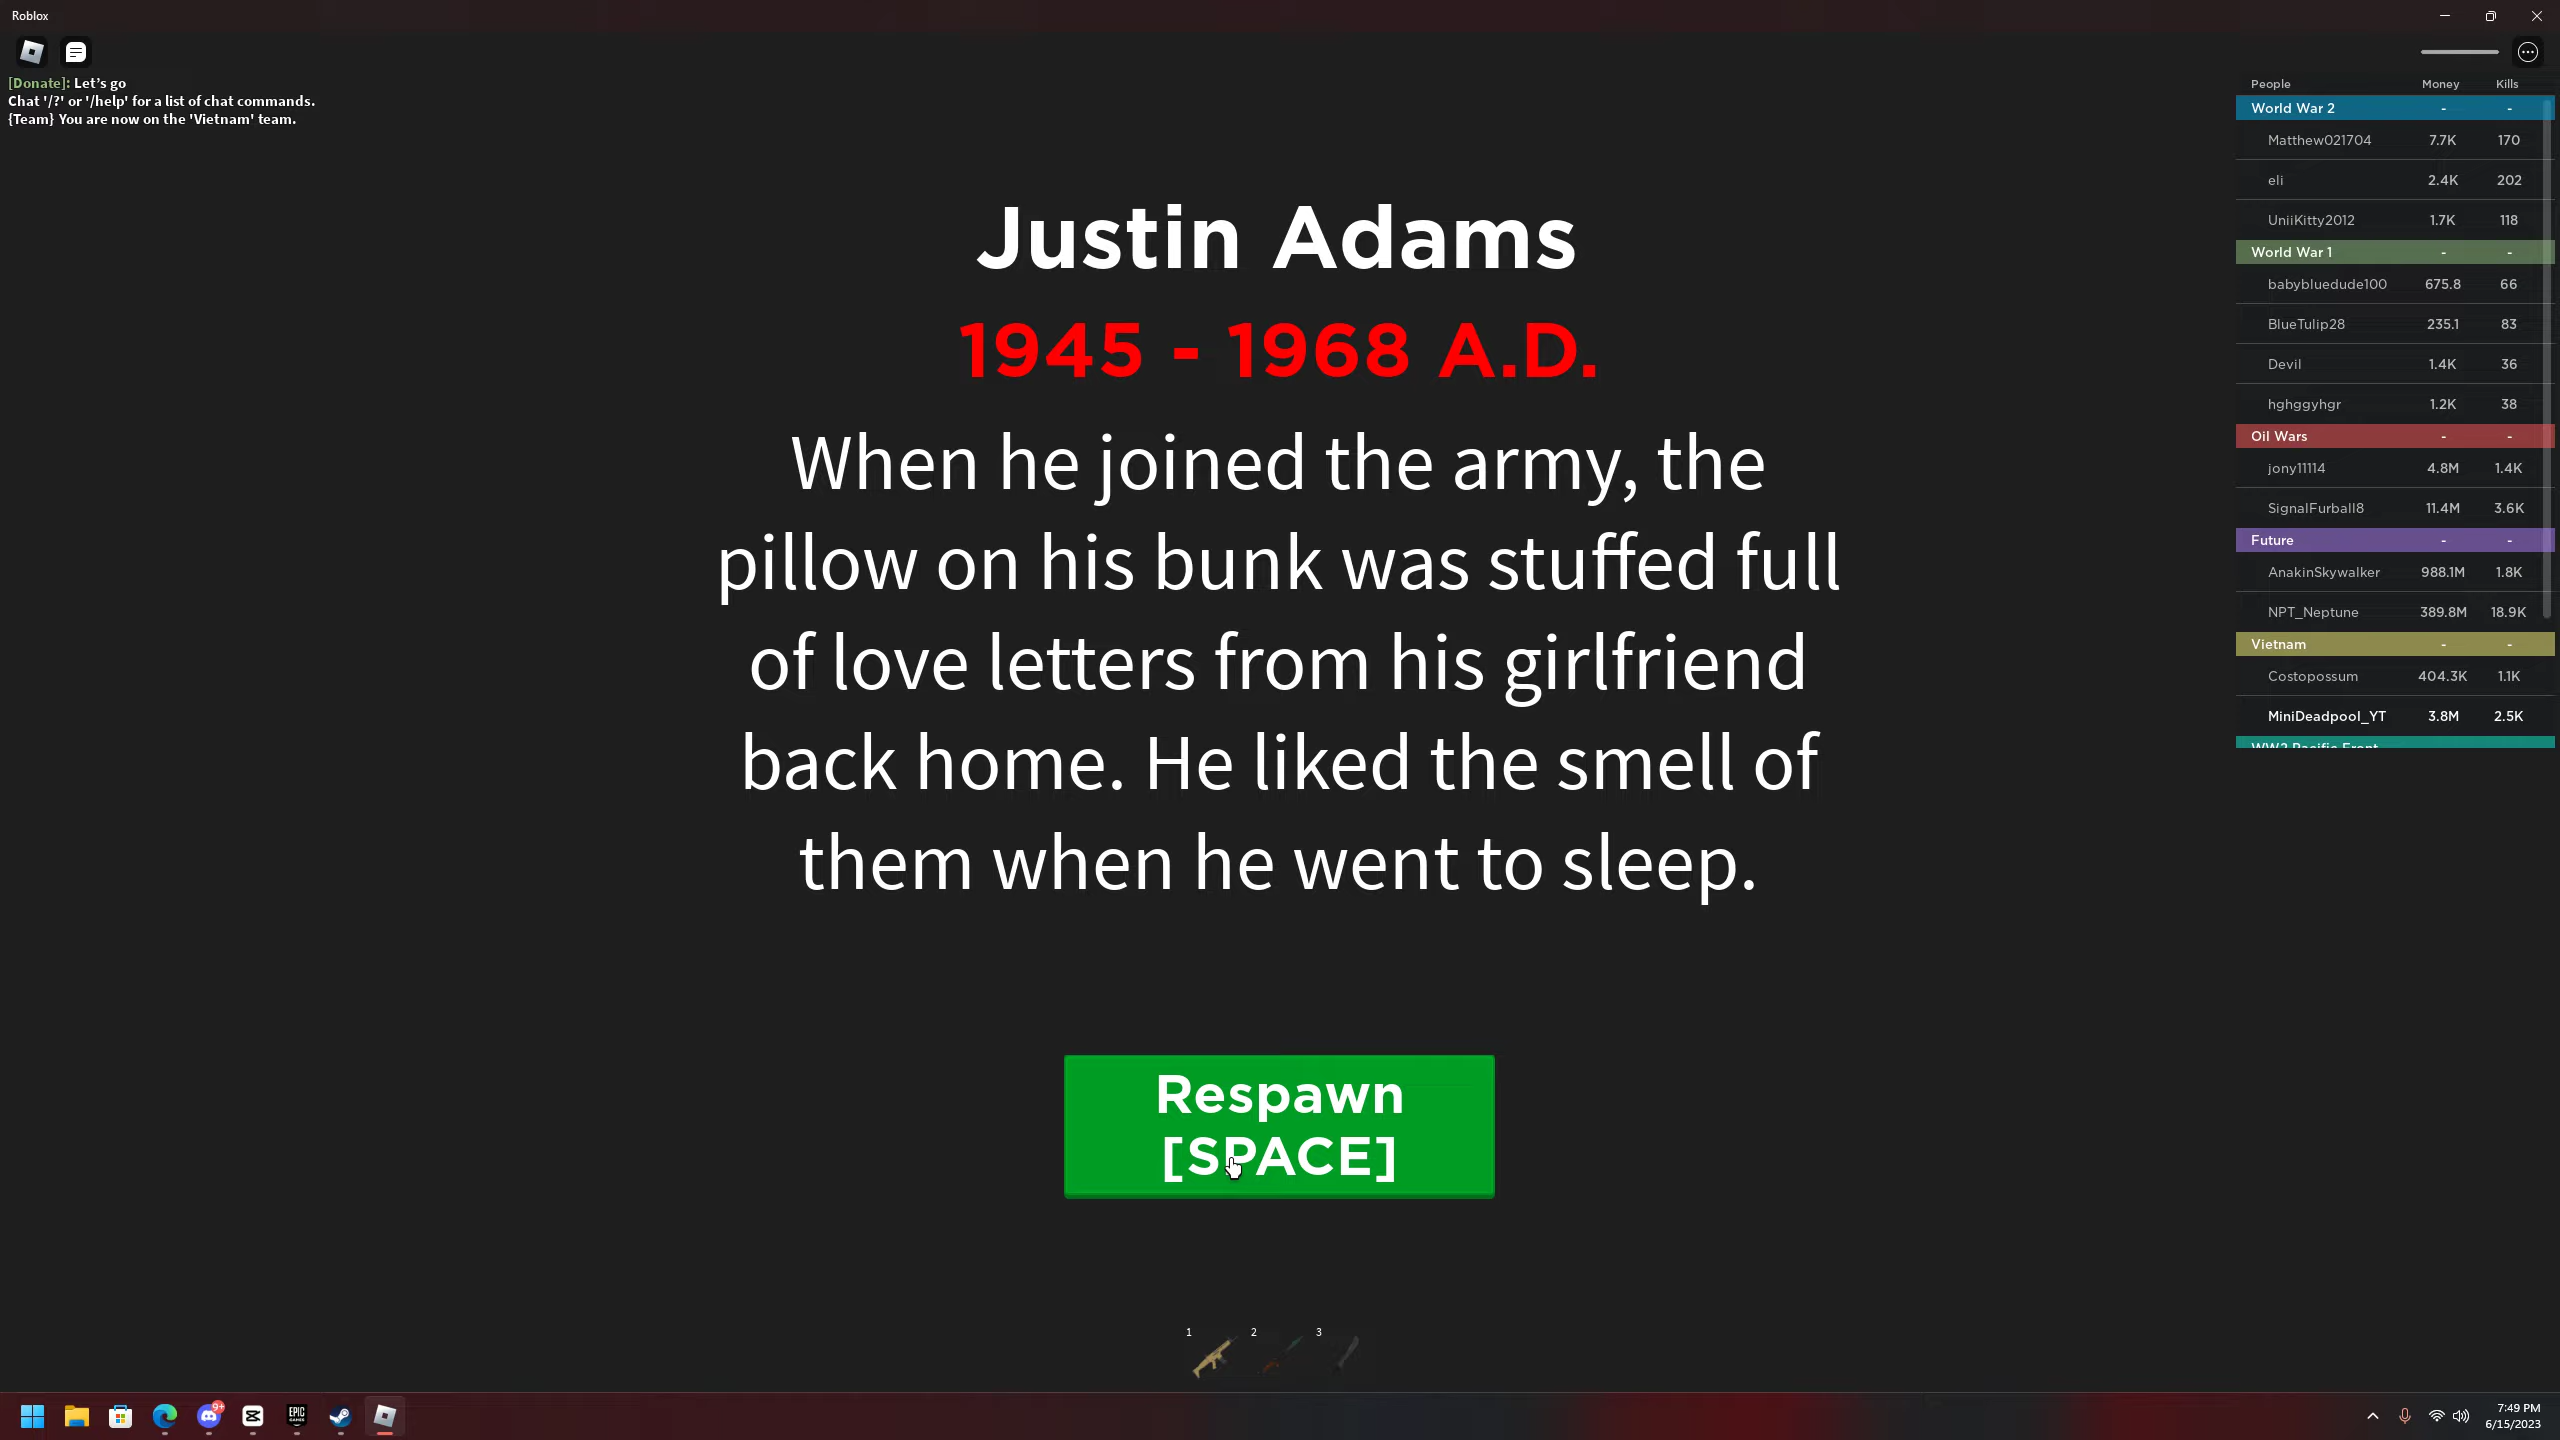 Roblox
[Donate]: Let's go
Chat '/?' or '/help' for a list of chat commands.
{Team} You are now on the 'Vietnam' team.
People Money Kills
World War 2 - -
Matthew021704 7.7K 170
eli 2.4K 202
UniiKitty2012 1.7K 118
World War 1 - -
babybluedude100 675.8 66
BlueTulip28 235.1 83
Devil 1.4K 36
hghggyhgr 1.2K 38
Oil Wars - -
jony11114 4.8M 1.4K
SignalFurball8 11.4M 3.6K
Future - -
AnakinSkywalker 988.1M 1.8K
NPT_Neptune 389.8M 18.9K
Vietnam - -
Costopossum 404.3K 1.1K
MiniDeadpool_YT 3.8M 2.5K
WW2 Pacific Front
Justin Adams
1945 - 1968 A.D.
When he joined the army, the
pillow on his bunk was stuffed full
of love letters from his girlfriend
back home. He liked the smell of
them when he went to sleep.
Respawn
[SPACE]
1 2 3
9+
EPIC
GAMES
7:49 PM
6/15/2023